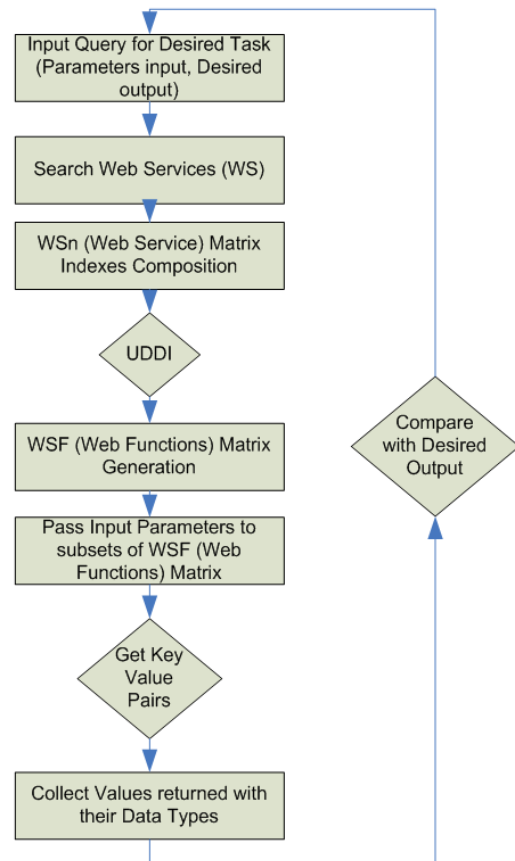 Input Query for Desired Task
(Parameters input, Desired
output)
Search Web Services (WS)
WSn (Web Service) Matrix
Indexes Composition
UDDI
WSF (Web Functions) Matrix
Generation
Pass Input Parameters to
subsets of WSF (Web
Functions) Matrix
Get Key
Value
Pairs
Collect Values returned with
their Data Types
Compare
with Desired
Output